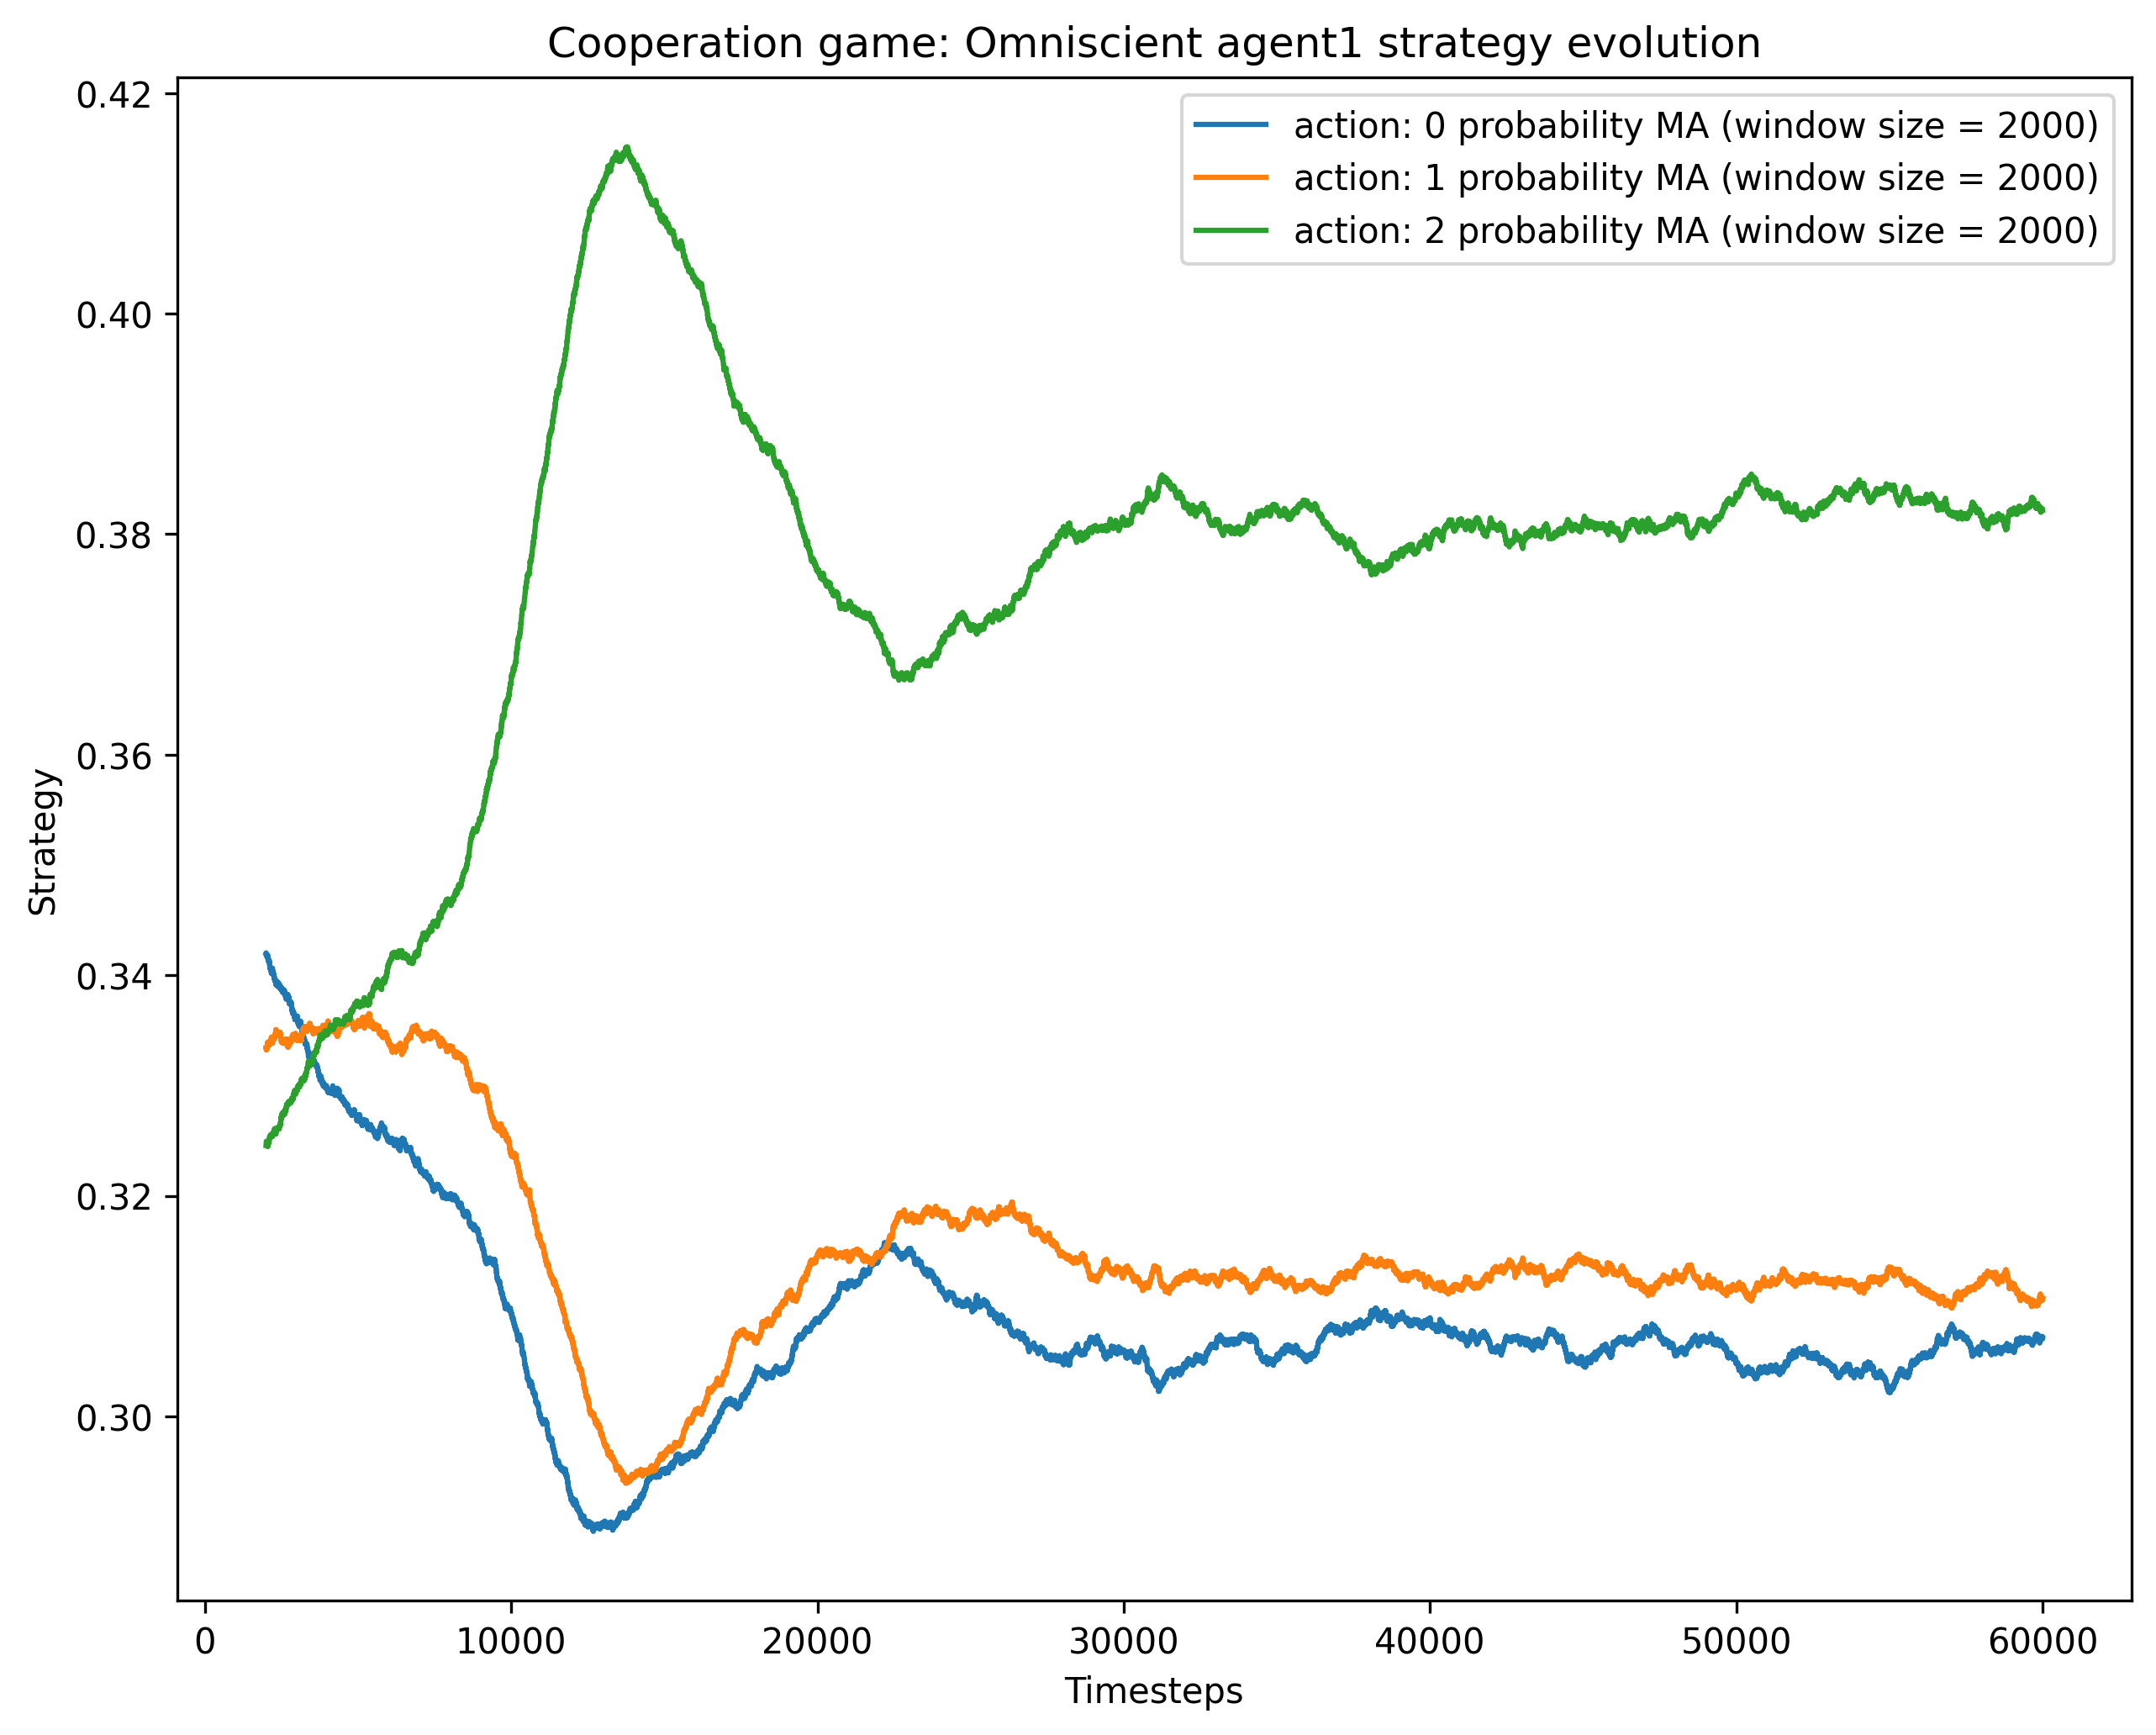 Cooperation game: Omniscient agent1 strategy evolution
action: 0 probability MA (window size = 2000)
action: 1 probability MA (window size = 2000)
action: 2 probability MA (window size = 2000)
0.42
0.40
0.38
0.36
0.34
0.32
0.30
Strategy
0
10000
20000
30000
40000
50000
60000
Timesteps